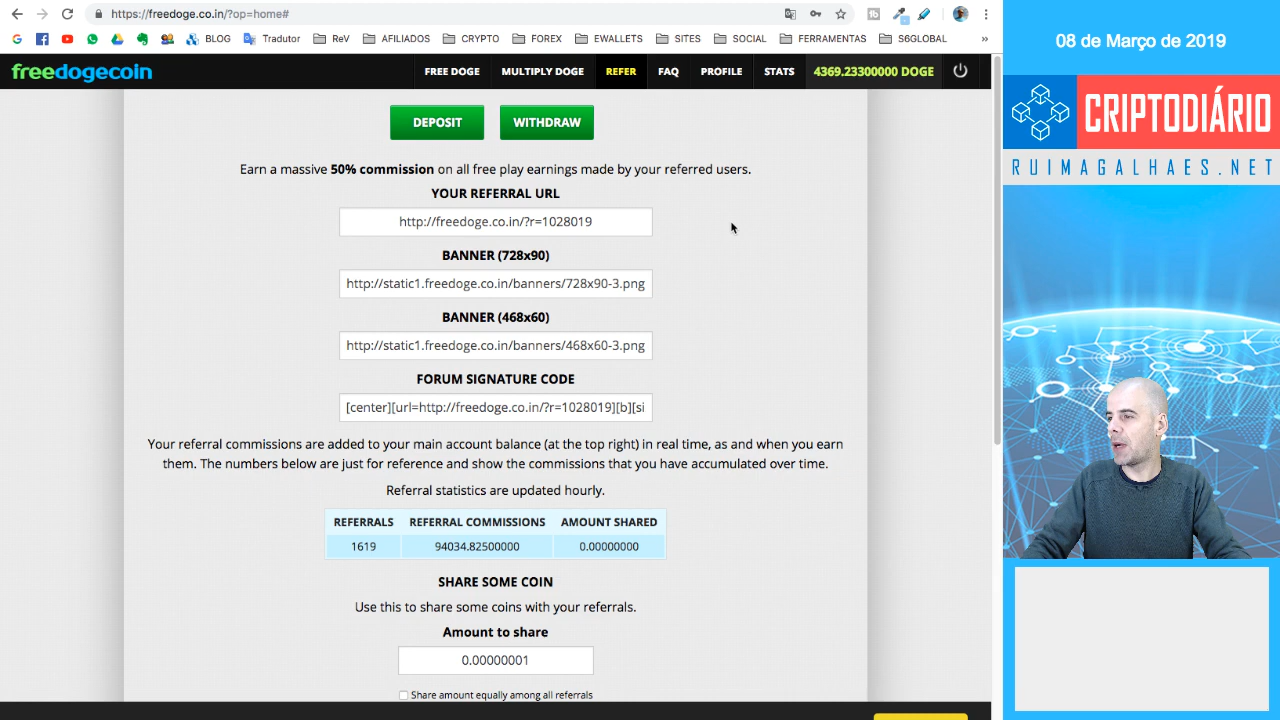 https://freedoge.co.in/?op=home#
BLOG Tradutor ReV AFILIADOS CRYPTO FOREX EWALLETS SITES SOCIAL FERRAMENTAS S6GLOBAL »
freedogecoin FREE DOGE MULTIPLY DOGE REFER FAQ PROFILE STATS 4369.23300000 DOGE
DEPOSIT WITHDRAW
Earn a massive 50% commission on all free play earnings made by your referred users.
YOUR REFERRAL URL
http://freedoge.co.in/?r=1028019
BANNER (728x90)
http://static1.freedoge.co.in/banners/728x90-3.png
BANNER (468x60)
http://static1.freedoge.co.in/banners/468x60-3.png
FORUM SIGNATURE CODE
[center][url=http://freedoge.co.in/?r=1028019][b][si
Your referral commissions are added to your main account balance (at the top right) in real time, as and when you earn
them. The numbers below are just for reference and show the commissions that you have accumulated over time.
Referral statistics are updated hourly.
REFERRALS REFERRAL COMMISSIONS AMOUNT SHARED
1619 94034.82500000 0.00000000
SHARE SOME COIN
Use this to share some coins with your referrals.
Amount to share
0.00000001
Share amount equally among all referrals
08 de Março de 2019
CRIPTODIÁRIO
RUIMAGALHAES.NET